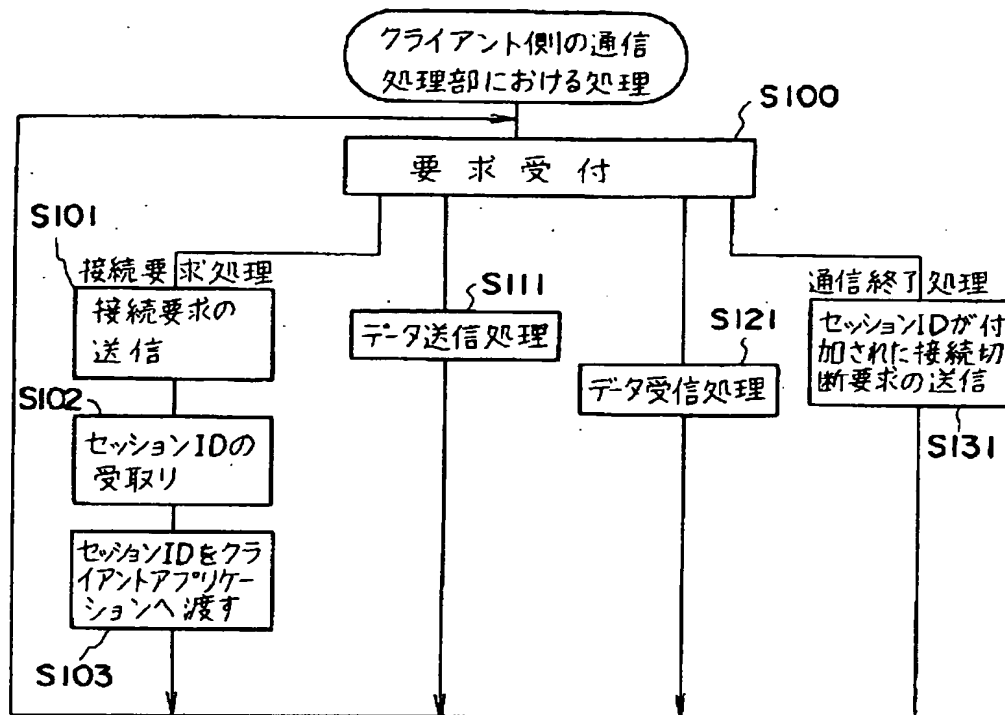 クライアント側の通信
処理部における処理
S100
要求受付
S101
接続要求処理
接続要求の
送信
S102
セッションIDの
受取り
セッションIDをクラ
イアントアプリケー
ションへ渡す
S103
S111
データ送信処理
S121
データ受信処理
通信終了処理
セッションIDが付
加された接続切
断要求の送信
S131